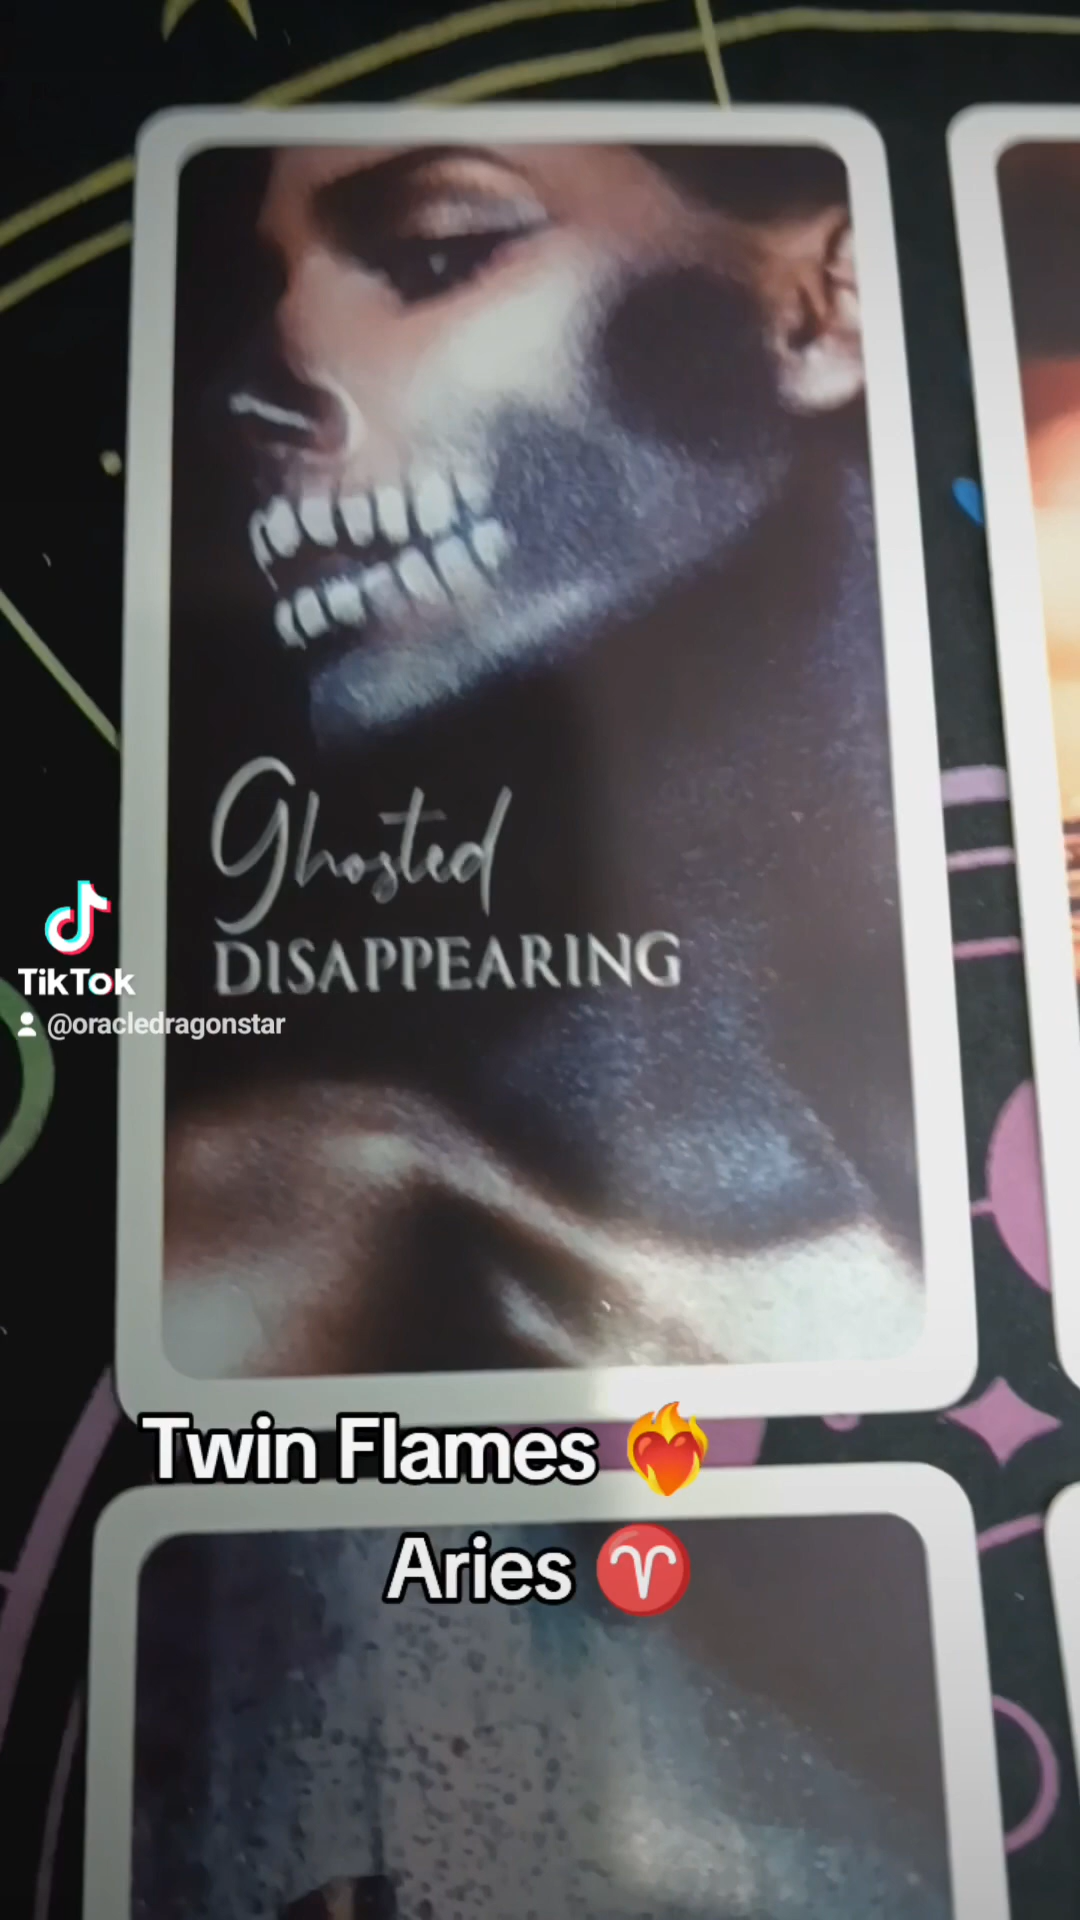 Ghosted
DISAPPEARING
TikTok
@oracledragonstar
Twin Flames ❤️‍🔥
Aries ♈